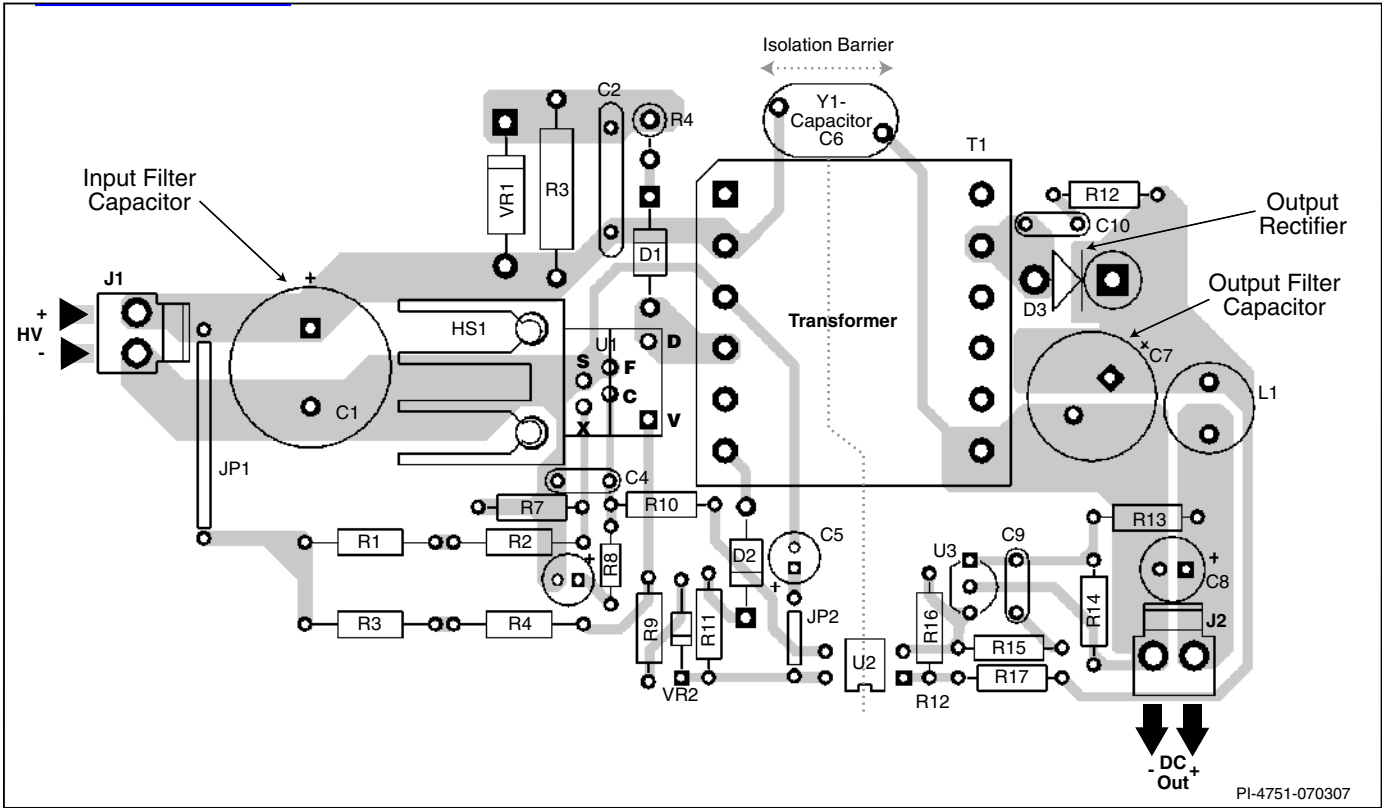 Isolation Barrier
Y1-
Capacitor
C6
C2
R4
T1
VR1
R3
R12
Input Filter
Capacitor
Output
Rectifier
C10
D1
J1
+
Output Filter
Capacitor
+
HV
-
HS1
U1
D
Transformer
D3
S
F
+
C7
C
C1
X
V
L1
JP1
C4
R7
R10
R13
R1
R2
+
R8
D2
C5
+
U3
C9
+
C8
R3
R4
R9
R11
JP2
R16
R14
J2
R15
U2
R17
VR2
R12
- DC +
Out
PI-4751-070307